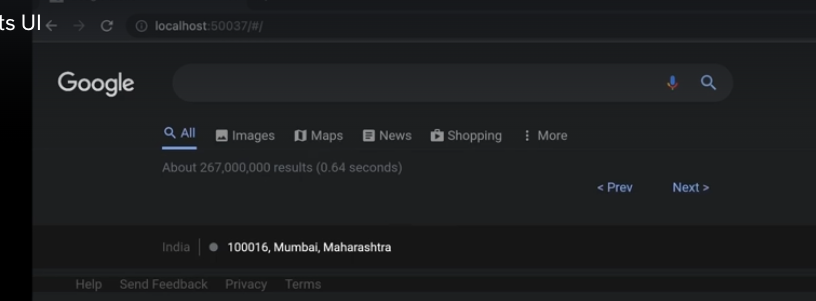 ts UI
localhost:50037/#/
Google
All Images Maps News Shopping More
About 267,000,000 results (0.64 seconds)
< Prev Next >
India 100016, Mumbai, Maharashtra
Help Send Feedback Privacy Terms